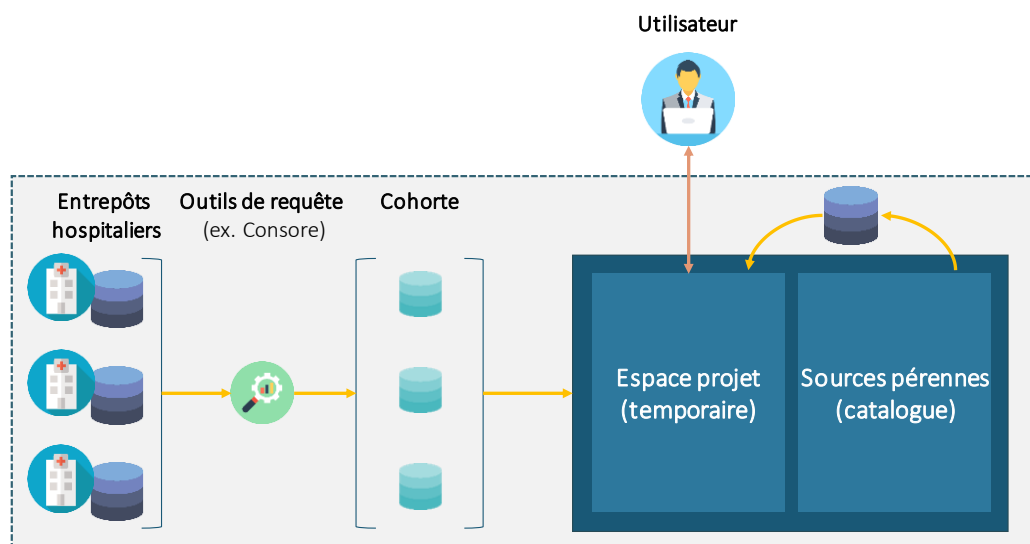 Utilisateur
Entrepôts
hospitaliers
Outils de requête
(ex. Consore)
Cohorte
Espace projet
(temporaire)
Sources pérennes
(catalogue)